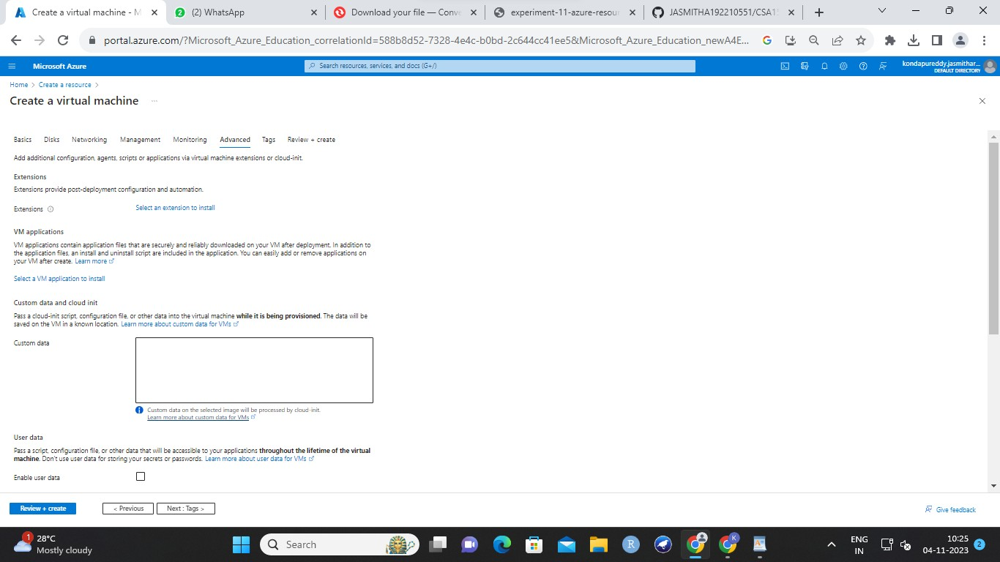 Create a virtual machine - M
(2) WhatsApp
Download your file — Conve
experiment-11-azure-resour
JASMITHA192210551/CSA13
portal.azure.com/?Microsoft_Azure_Education_correlationId=588b8d52-7328-4e4c-b0bd-2c644cc41ee5&Microsoft_Azure_Education_newA4E...
Microsoft Azure
Search resources, services, and docs (G+/)
kondapureddy.jasmithar...
DEFAULT DIRECTORY
Home > Create a resource >
Create a virtual machine ...
Basics Disks Networking Management Monitoring Advanced Tags Review + create
Add additional configuration, agents, scripts or applications via virtual machine extensions or cloud-init.
Extensions
Extensions provide post-deployment configuration and automation.
Extensions
Select an extension to install
VM applications
VM applications contain application files that are securely and reliably downloaded on your VM after deployment. In addition to
the application files, an install and uninstall script are included in the application. You can easily add or remove applications on
your VM after create. Learn more
Select a VM application to install
Custom data and cloud init
Pass a cloud-init script, configuration file, or other data into the virtual machine while it is being provisioned. The data will be
saved on the VM in a known location. Learn more about custom data for VMs
Custom data
Custom data on the selected image will be processed by cloud-init.
Learn more about custom data for VMs
User data
Pass a script, configuration file, or other data that will be accessible to your applications throughout the lifetime of the virtual
machine. Don't use user data for storing your secrets or passwords. Learn more about user data for VMs
Enable user data
Review + create
< Previous
Next : Tags >
Give feedback
1
28°C
Mostly cloudy
Search
R
K
ENG
IN
10:25
04-11-2023
2